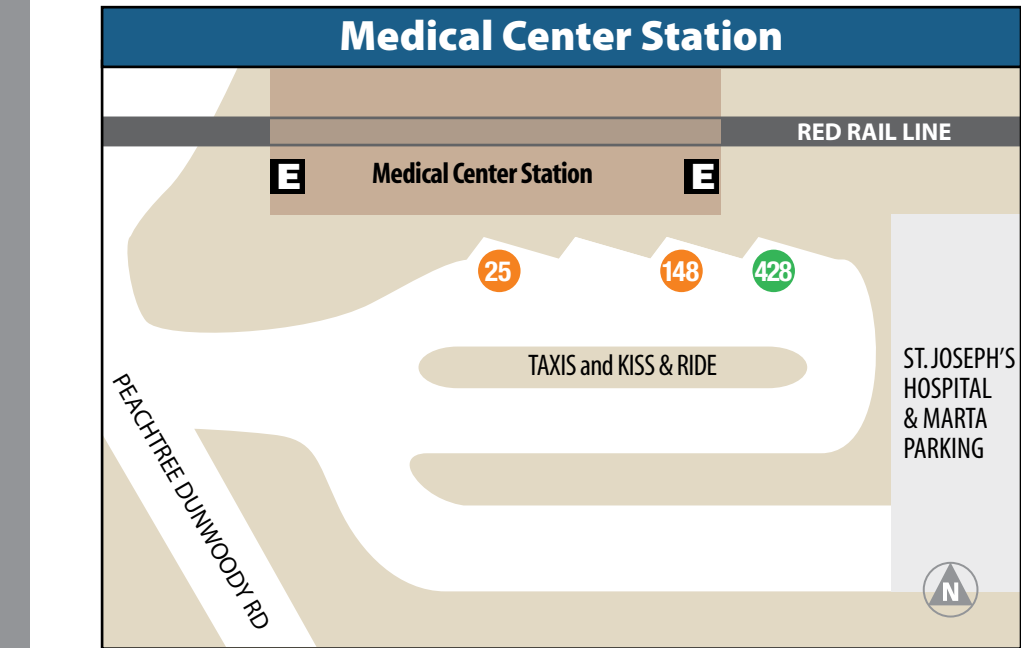 Medical Center Station
RED RAIL LINE
E
Medical Center Station
E
25
148
428
TAXIS and KISS & RIDE
ST. JOSEPH'S
HOSPITAL
& MARTA
PARKING
PEACHTREE DUNWOODY RD
N